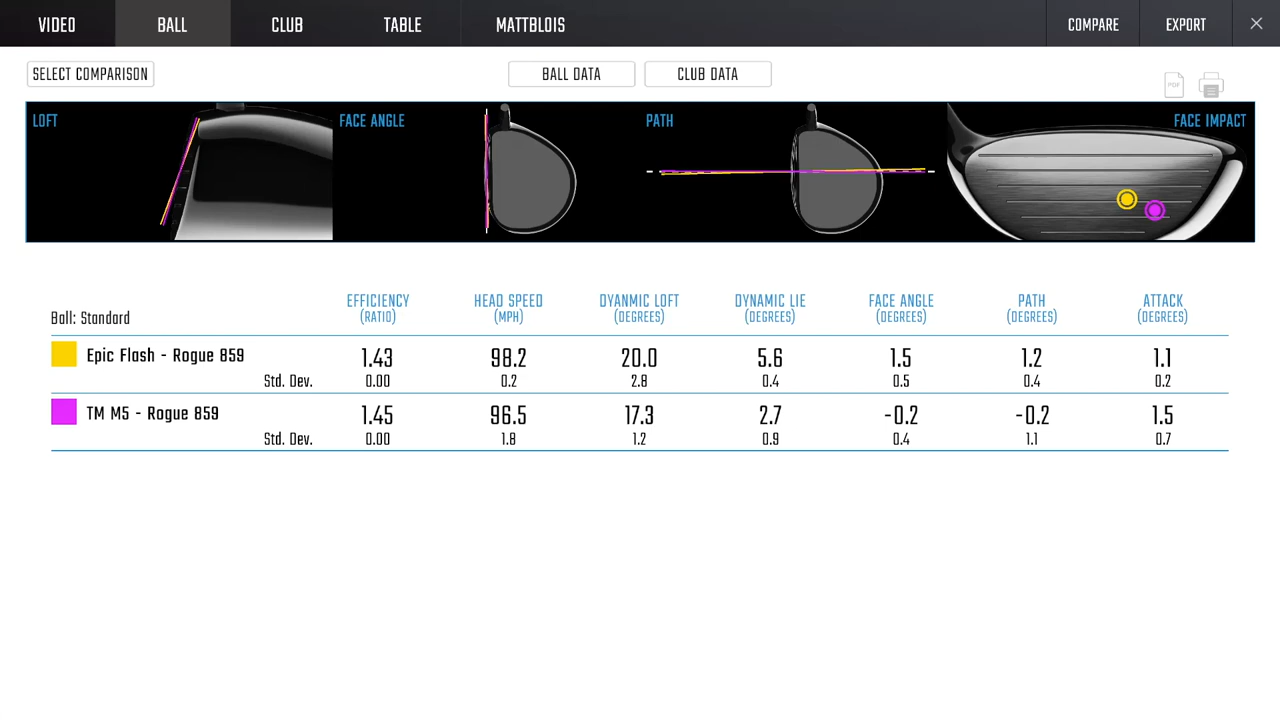 VIDEO BALL CLUB TABLE MATTBLOIS COMPARE EXPORT ×
SELECT COMPARISON BALL DATA CLUB DATA
PDF
LOFT FACE ANGLE PATH FACE IMPACT
EFFICIENCY HEAD SPEED DYANMIC LOFT DYNAMIC LIE FACE ANGLE PATH ATTACK
Ball: Standard (RATIO) (MPH) (DEGREES) (DEGREES) (DEGREES) (DEGREES) (DEGREES)
Epic Flash - Rogue 859 1.43 98.2 20.0 5.6 1.5 1.2 1.1
Std. Dev. 0.00 0.2 2.8 0.4 0.5 0.4 0.2
TM M5 - Rogue 859 1.45 96.5 17.3 2.7 -0.2 -0.2 1.5
Std. Dev. 0.00 1.8 1.2 0.9 0.4 1.1 0.7